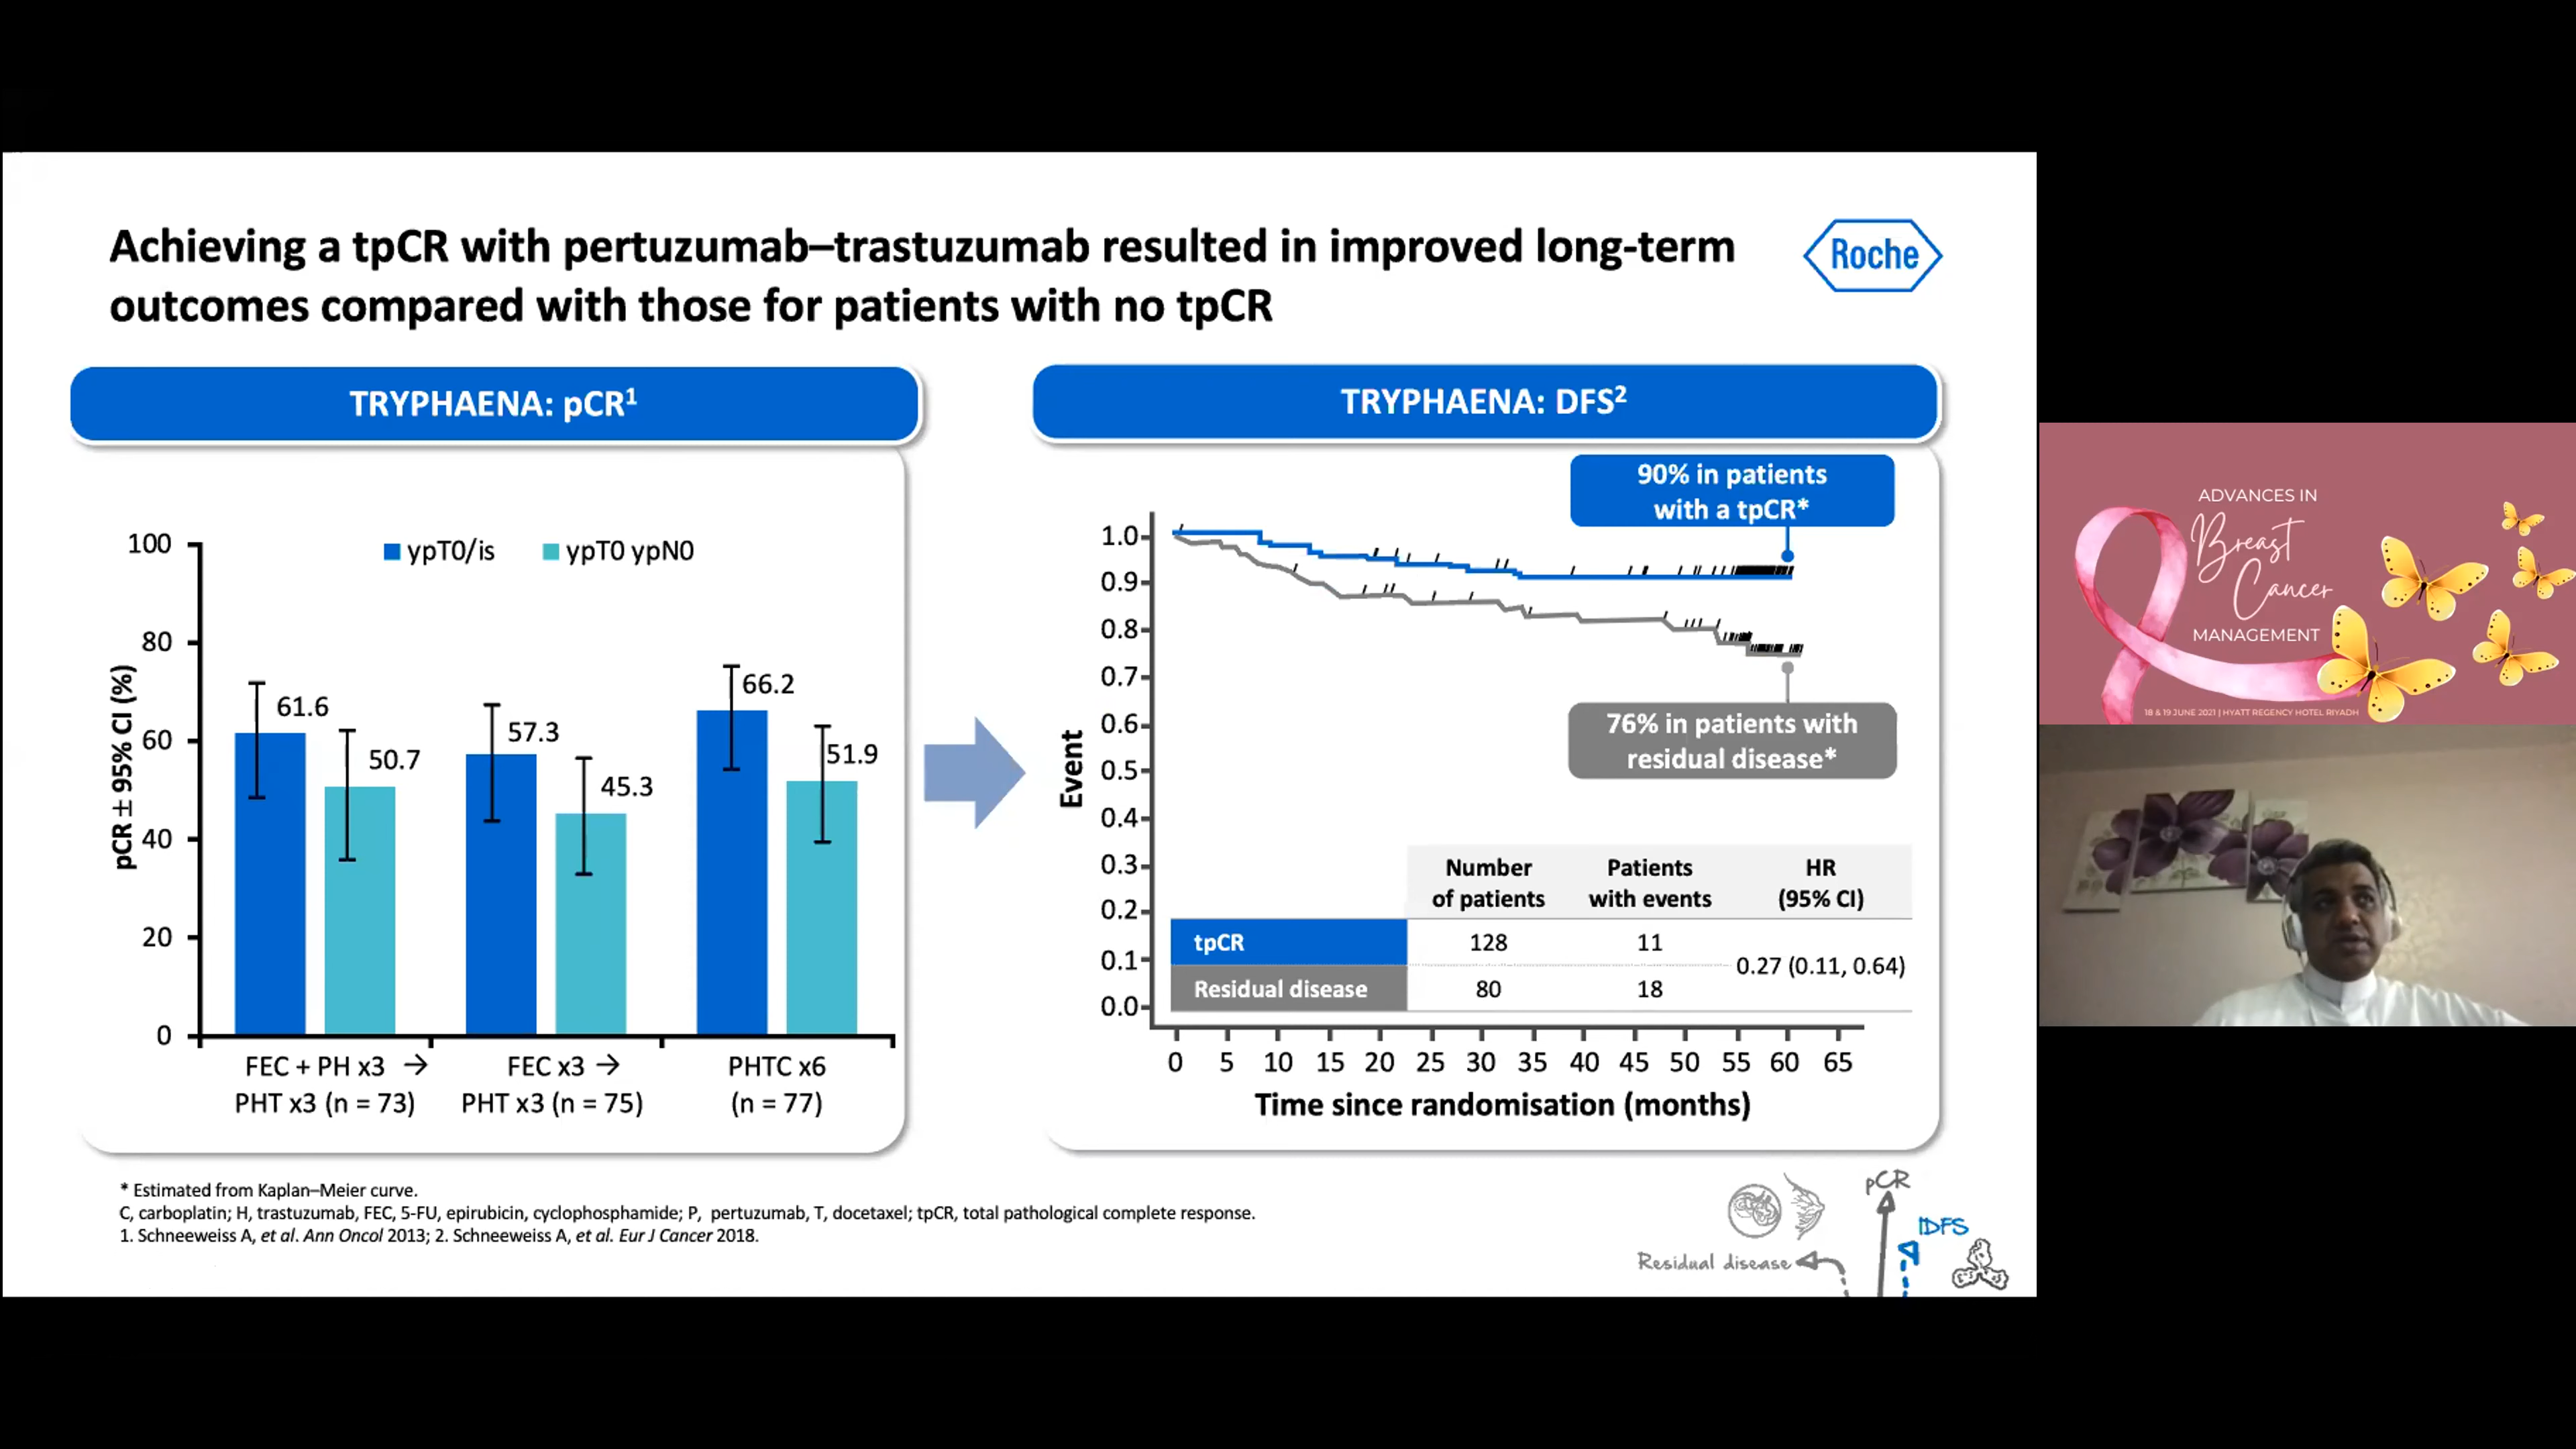 Achieving a tpCR with pertuzumab–trastuzumab resulted in improved long-term
outcomes compared with those for patients with no tpCR
Roche
TRYPHAENA: pCR1
pCR ± 95% CI (%)
100
80
60
40
20
0
ypT0/is
ypT0 ypN0
61.6
50.7
57.3
45.3
66.2
51.9
FEC + PH x3 →
PHT x3 (n = 73)
FEC x3 →
PHT x3 (n = 75)
PHTC x6
(n = 77)
TRYPHAENA: DFS2
90% in patients
with a tpCR*
76% in patients with
residual disease*
Event
1.0
0.9
0.8
0.7
0.6
0.5
0.4
0.3
0.2
0.1
0.0
Number
of patients
Patients
with events
HR
(95% CI)
tpCR 128 11
0.27 (0.11, 0.64)
Residual disease 80 18
0 5 10 15 20 25 30 35 40 45 50 55 60 65
Time since randomisation (months)
* Estimated from Kaplan–Meier curve.
C, carboplatin; H, trastuzumab, FEC, 5-FU, epirubicin, cyclophosphamide; P, pertuzumab, T, docetaxel; tpCR, total pathological complete response.
1. Schneeweiss A, et al. Ann Oncol 2013; 2. Schneeweiss A, et al. Eur J Cancer 2018.
pCR
IDFS
Residual disease
ADVANCES IN
Breast
Cancer
MANAGEMENT
18 & 19 JUNE 2021 | HYATT REGENCY HOTEL RIYADH